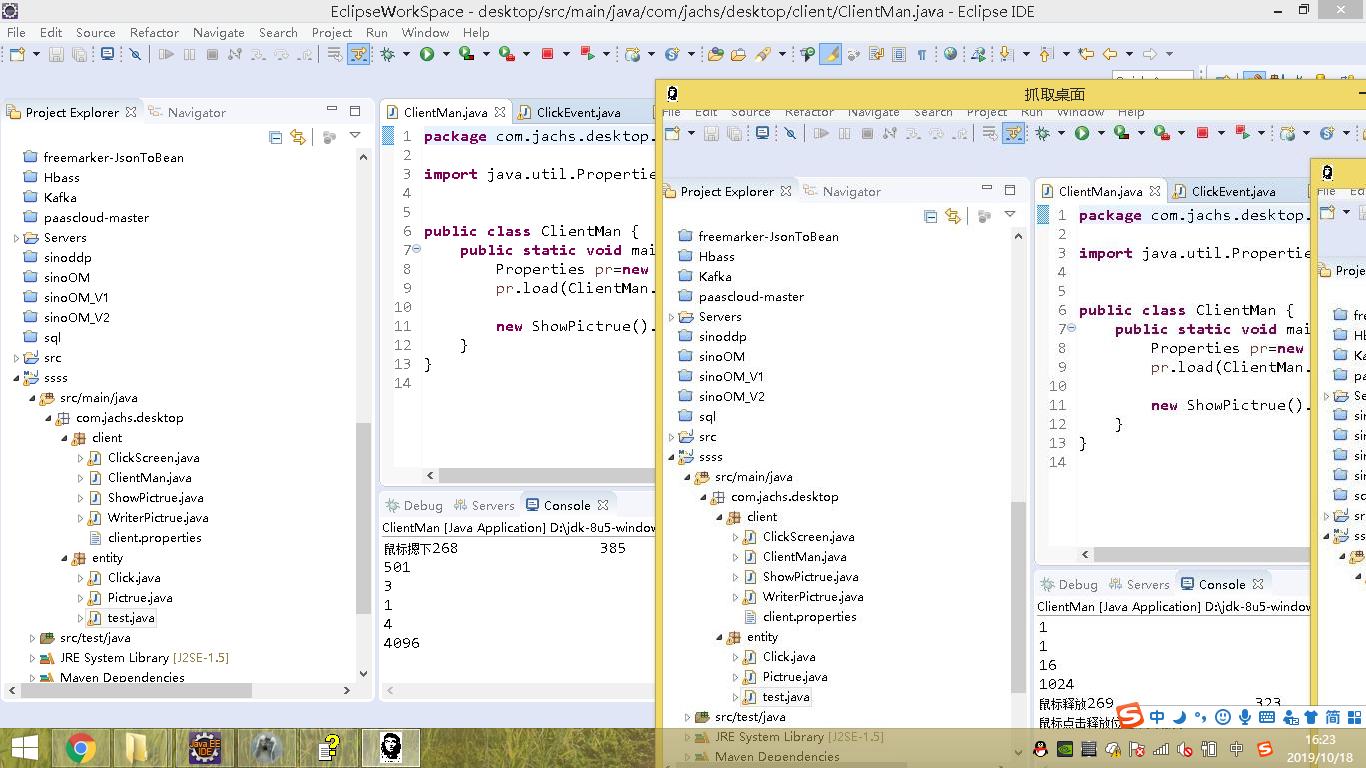 EclipseWorkSpace - desktop/src/main/java/com/jachs/desktop/client/ClientMan.java - Eclipse IDE
File Edit Source Refactor Navigate Search Project Run Window Help
Project Explorer
Navigator
freemarker-JsonToBean
Hbass
Kafka
paascloud-master
Servers
sinoddp
sinoOM
sinoOM_V1
sinoOM_V2
sql
src
ssss
src/main/java
com.jachs.desktop
client
ClickScreen.java
ClientMan.java
ShowPictrue.java
WriterPictrue.java
client.properties
entity
Click.java
Pictrue.java
test.java
src/test/java
JRE System Library [J2SE-1.5]
Maven Dependencies
ClientMan.java
ClickEvent.java
1 package com.jachs.desktop.
2
3 import java.util.Propertie
4
5
6 public class ClientMan {
7 public static void mai
8 Properties pr=new
9 pr.load(ClientMan.
10
11 new ShowPictrue().
12 }
13 }
14
Debug Servers Console
ClientMan [Java Application] D:\jdk-8u5-window
鼠标摁下268 385
501
3
1
4
4096
抓取桌面
File Edit Source Refactor Navigate Search Project Run Window Help
Project Explorer
Navigator
freemarker-JsonToBean
Hbass
Kafka
paascloud-master
Servers
sinoddp
sinoOM
sinoOM_V1
sinoOM_V2
sql
src
ssss
src/main/java
com.jachs.desktop
client
ClickScreen.java
ClientMan.java
ShowPictrue.java
WriterPictrue.java
client.properties
entity
Click.java
Pictrue.java
test.java
src/test/java
JRE System Library [J2SE-1.5]
Maven Dependencies
ClientMan.java
ClickEvent.java
1 package com.jachs.desktop.
2
3 import java.util.Propertie
4
5
6 public class ClientMan {
7 public static void mai
8 Properties pr=new
9 pr.load(ClientMan.
10
11 new ShowPictrue().
12 }
13 }
14
Debug Servers Console
ClientMan [Java Application] D:\jdk-8u5-window
1
1
16
1024
鼠标释放269 323
鼠标点击释放位
File Ed
Proje
fre
H
Ka
pa
Se
sin
sin
sin
sin
sc
src
ss
中
简
Java EE
IDE
中
16:23
2019/10/18